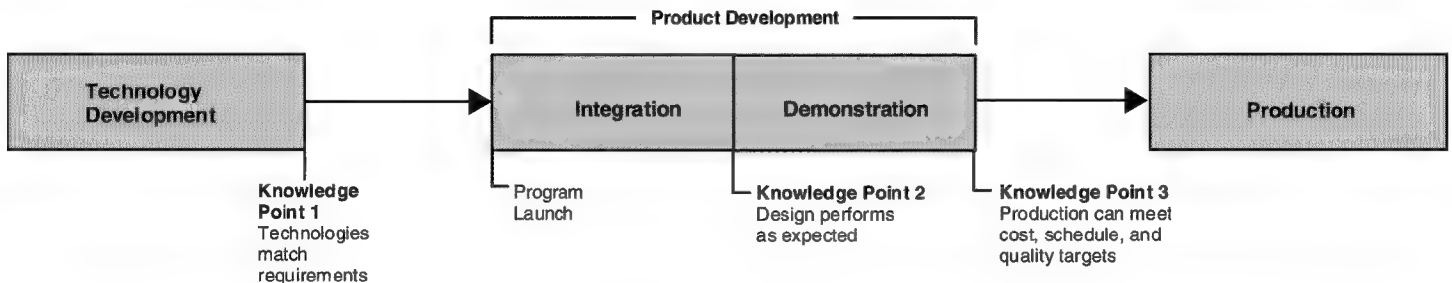 Product Development
Technology
Development
Integration
Demonstration
Production
Knowledge
Point 1
Technologies
match
requirements
Program
Launch
Knowledge Point 2
Design performs
as expected
Knowledge Point 3
Production can meet
cost, schedule, and
quality targets